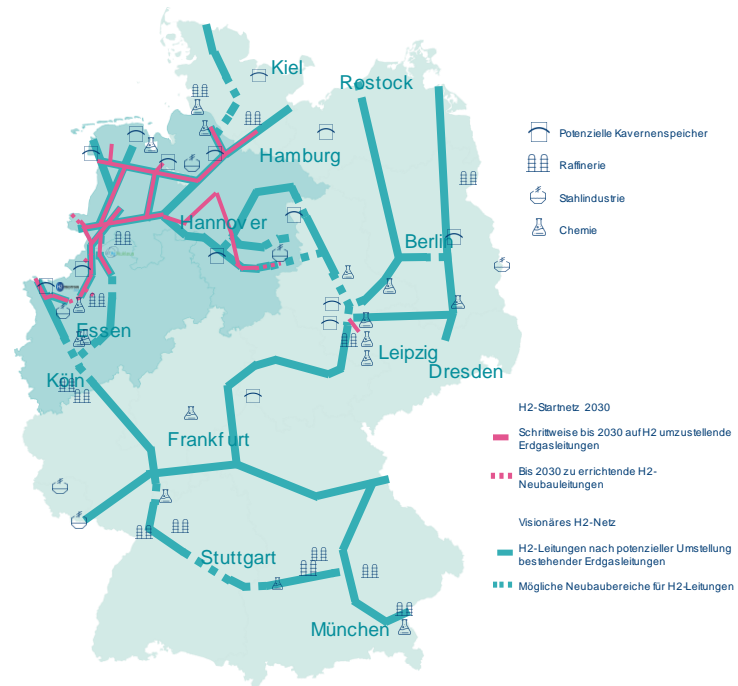 Kiel
Rostock
Hamburg
Hannover
Berlin
Essen
Leipzig
Dresden
Köln
Frankfurt
Stuttgart
München
Potenzielle Kavernenspeicher
Raffinerie
Stahlindustrie
Chemie
H2-Startnetz 2030
Schrittweise bis 2030 auf H2 umzustellende
Erdgasleitungen
Bis 2030 zu errichtende H2-
Neubauleitungen
Visionäres H2-Netz
H2-Leitungen nach potenzieller Umstellung
bestehender Erdgasleitungen
Mögliche Neubaubereiche für H2-Leitungen